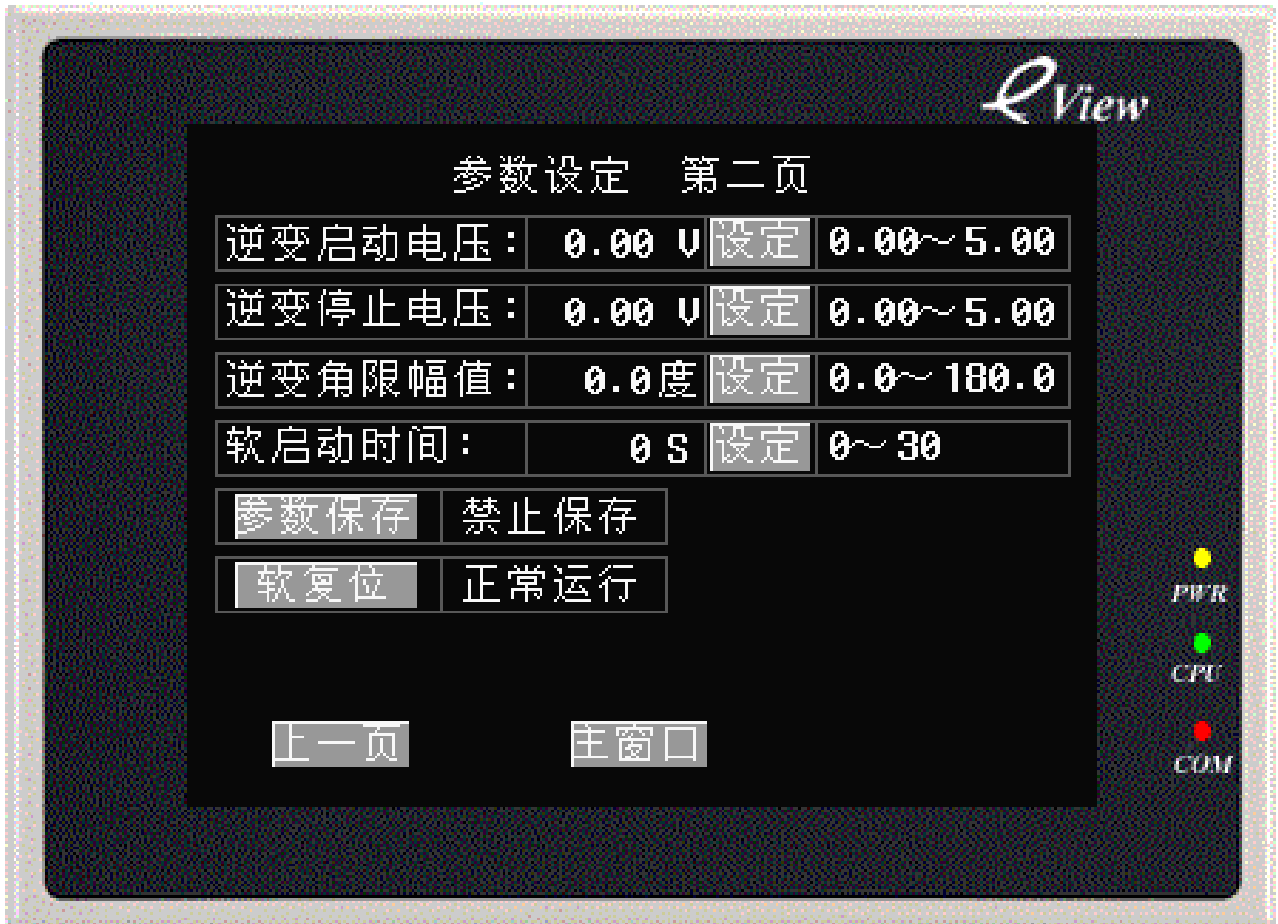 eView
参数设定 第二页
逆变启动电压: 0.00 V 设定 0.00～5.00
逆变停止电压: 0.00 V 设定 0.00～5.00
逆变角限幅值: 0.0度 设定 0.0～180.0
软启动时间: 0 S 设定 0～30
参数保存 禁止保存
软复位 正常运行
PWR
CPU
上一页 主窗口
COM